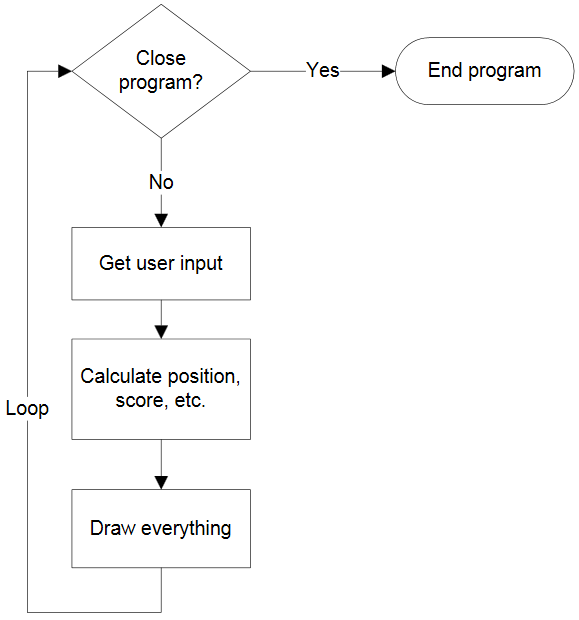 Close
program?
Yes
End program
No
Get user input
Calculate position,
score, etc.
Loop
Draw everything